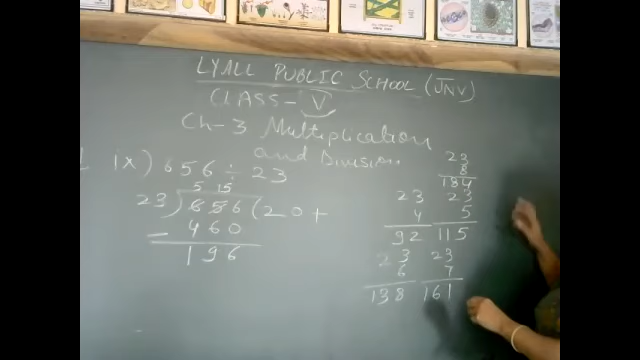 LYALL PUBLIC SCHOOL (JNV)
CLASS - V
Ch-3 Multiplication
and Division
ix) 656 ÷ 23
5 15
23) 656 (20+
- 460
196
23
8
184
23 23
4 5
92 115
23 23
6 7
138 161